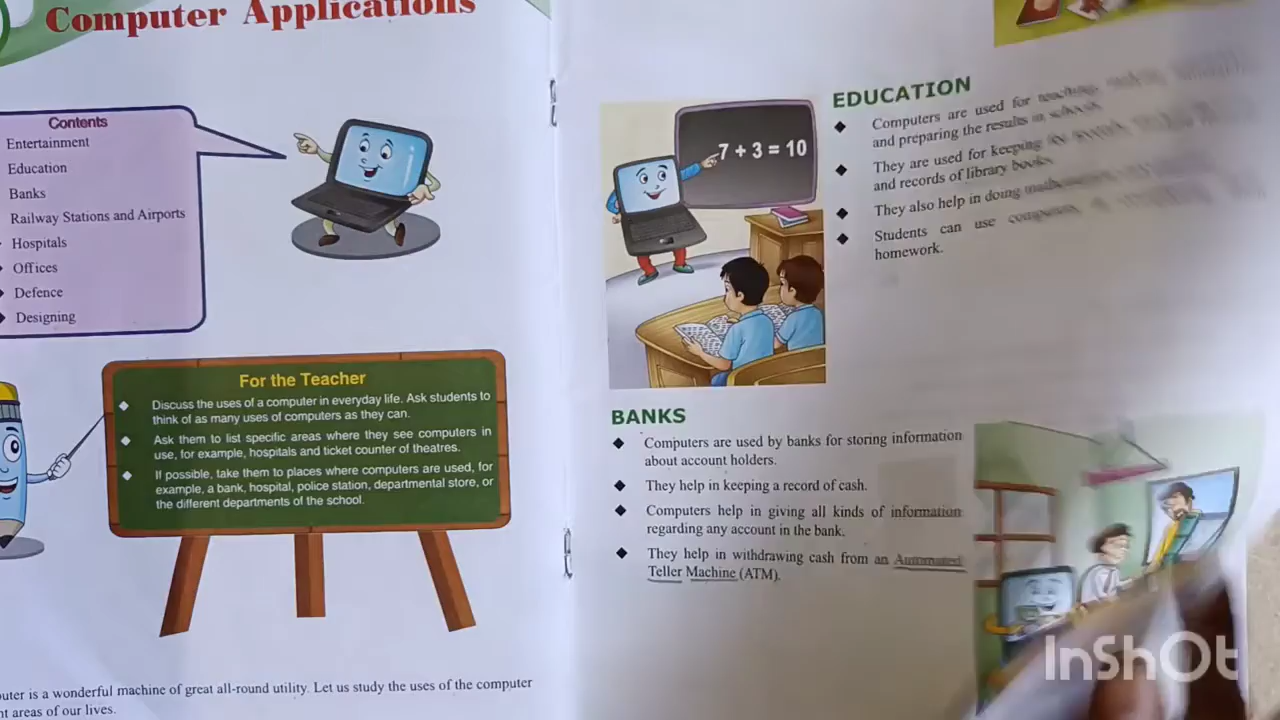 Computer Applications
Contents
Entertainment
Education
Banks
Railway Stations and Airports
Hospitals
Offices
Defence
Designing
For the Teacher
Discuss the uses of a computer in everyday life. Ask students to
think of as many uses of computers as they can.
Ask them to list specific areas where they see computers in
use, for example, hospitals and ticket counter of theatres.
If possible, take them to places where computers are used, for
example, a bank, hospital, police station, departmental store, or
the different departments of the school.
uter is a wonderful machine of great all-round utility. Let us study the uses of the computer
nt areas of our lives.
7 + 3 = 10
EDUCATION
Computers are used for teaching,
and preparing the results in schools.
They are used for keeping
and records of library books.
They also help in doing
Students can use computers
homework.
BANKS
Computers are used by banks for storing information
about account holders.
They help in keeping a record of cash.
Computers help in giving all kinds of information
regarding any account in the bank.
They help in withdrawing cash from an Automated
Teller Machine (ATM).
InShOt